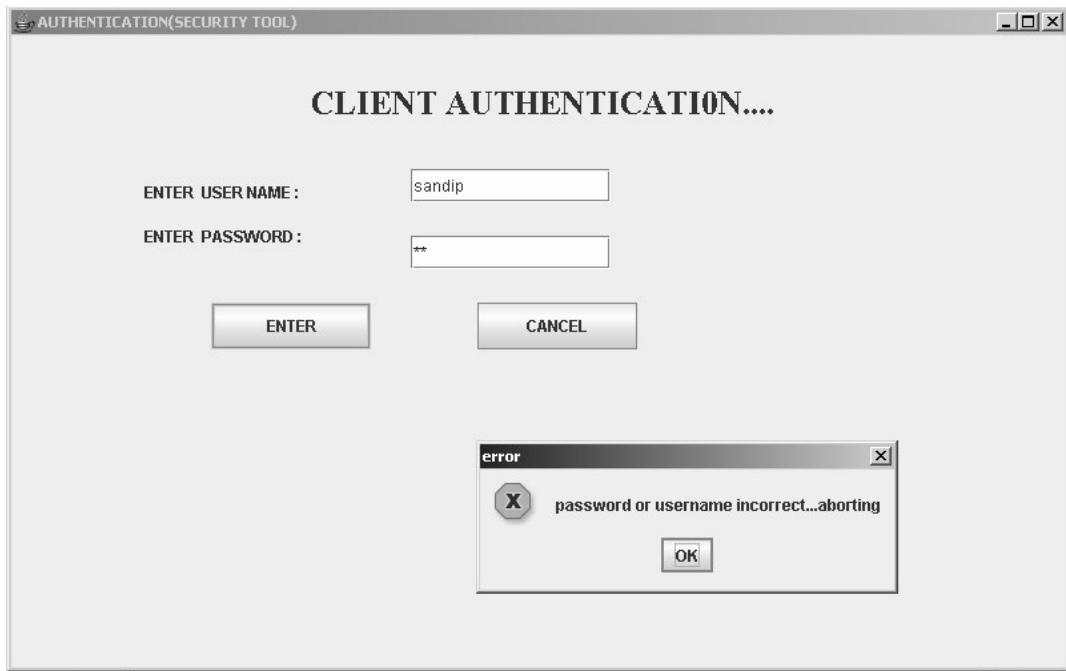 AUTHENTICATION(SECURITY TOOL)
CLIENT AUTHENTICATI0N....
ENTER USER NAME :
sandip
ENTER PASSWORD :
**
ENTER
CANCEL
error
X
password or username incorrect...aborting
OK